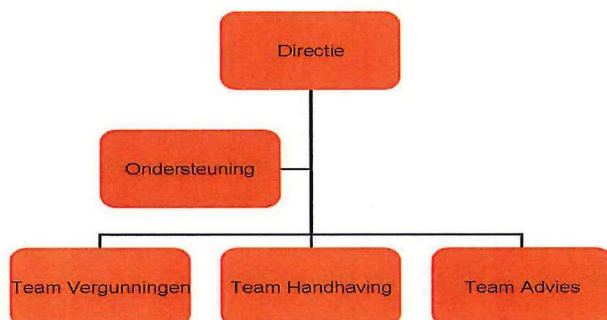 Directie
Ondersteuning
Team Vergunningen
Team Handhaving
Team Advies